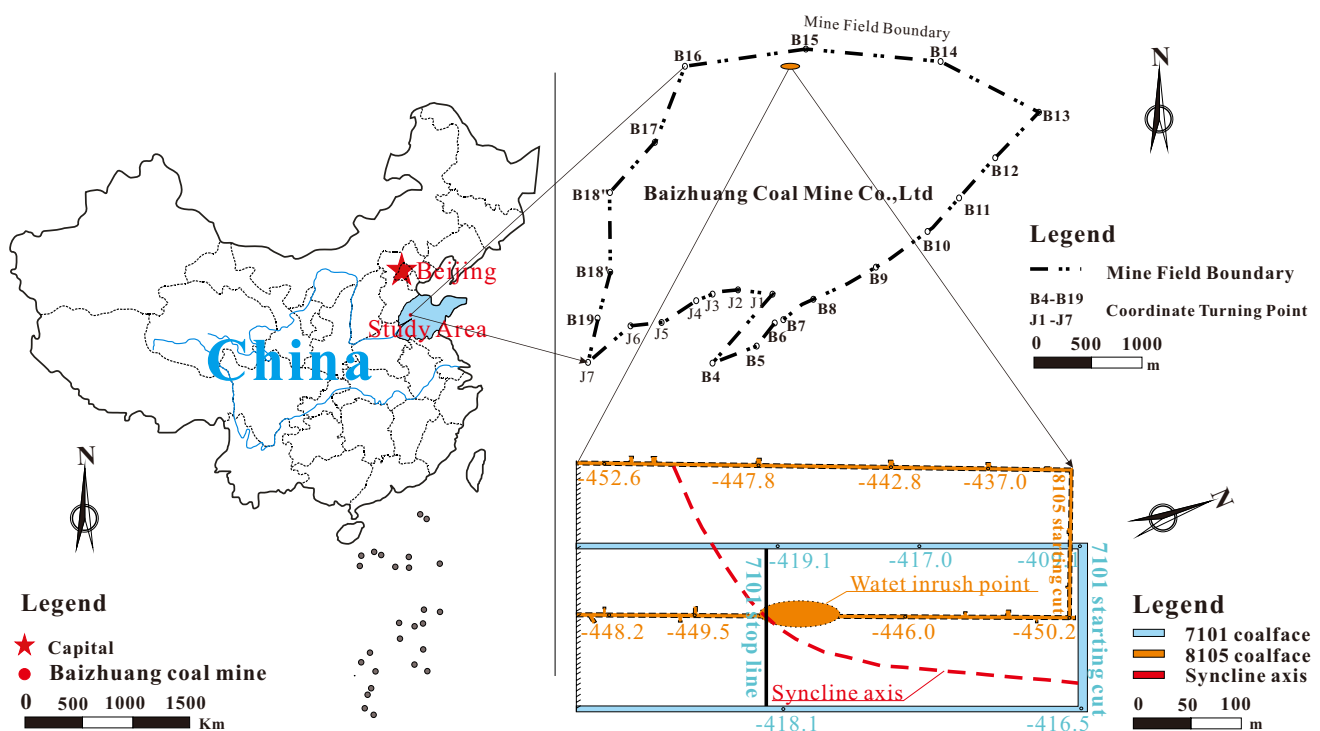 Beijing
Study Area
China
N
Legend
Capital
Baizhuang coal mine
0 500 1000 1500
Km
Mine Field Boundary
B16
B15
B14
B13
B17
B12
B18"
Baizhuang Coal Mine Co.,Ltd
B11
B10
B18'
B9
J4
J3
J2
J1
B8
B19
J6
J5
B6
B7
B5
J7
B4
N
Legend
Mine Field Boundary
B4-B19
J1 -J7
Coordinate Turning Point
0 500 1000
m
-452.6
-447.8
-442.8
-437.0
8105 starting cut
-419.1
-417.0
7101 starting cut
7101 stop line
Watet inrush point
-448.2
-449.5
-446.0
-450.2
Syncline axis
-418.1
-416.5
N
Legend
7101 coalface
8105 coalface
Syncline axis
0 50 100
m